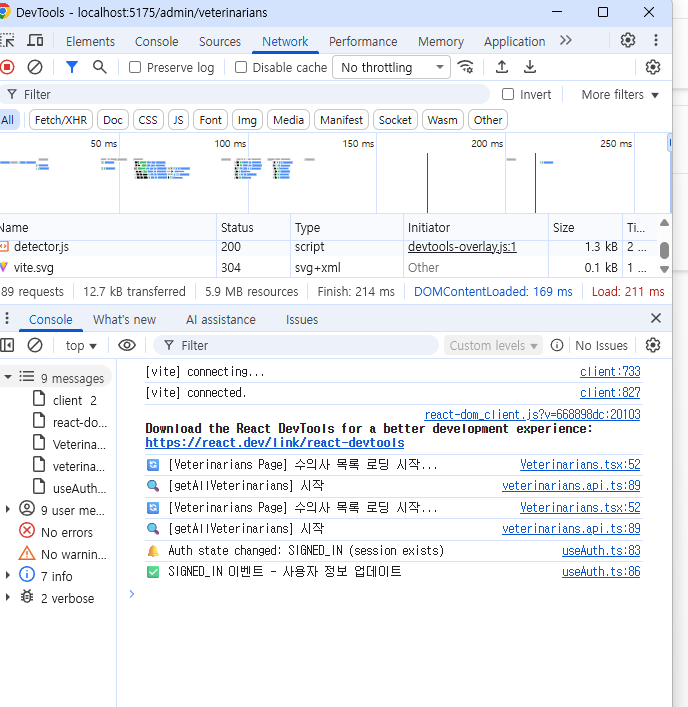 DevTools - localhost:5175/admin/veterinarians
Elements Console Sources Network Performance Memory Application
Preserve log Disable cache No throttling
Filter Invert More filters
All Fetch/XHR Doc CSS JS Font Img Media Manifest Socket Wasm Other
50 ms 100 ms 150 ms 200 ms 250 ms
Name Status Type Initiator Size Ti...
detector.js 200 script devtools-overlay.js:1 1.3 kB 2 ...
vite.svg 304 svg+xml Other 0.1 kB 1 ...
89 requests 12.7 kB transferred 5.9 MB resources Finish: 214 ms DOMContentLoaded: 169 ms Load: 211 ms
Console What's new AI assistance Issues
top Filter Custom levels No Issues
9 messages
client 2
react-do...
Veterina...
veterina...
useAuth...
9 user me...
No errors
No warnin...
7 info
2 verbose
[vite] connecting... client:733
[vite] connected. client:827
react-dom_client.js?v=668898dc:20103
Download the React DevTools for a better development experience:
https://react.dev/link/react-devtools
[Veterinarians Page] 수의사 목록 로딩 시작... Veterinarians.tsx:52
[getAllVeterinarians] 시작 veterinarians.api.ts:89
[Veterinarians Page] 수의사 목록 로딩 시작... Veterinarians.tsx:52
[getAllVeterinarians] 시작 veterinarians.api.ts:89
Auth state changed: SIGNED_IN (session exists) useAuth.ts:83
SIGNED_IN 이벤트 - 사용자 정보 업데이트 useAuth.ts:86